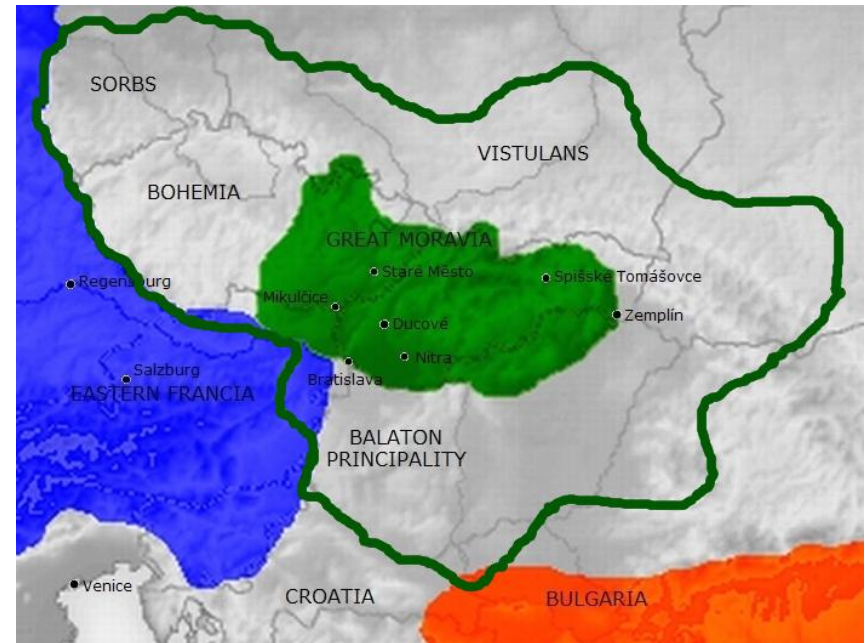 SORBS
VISTULANS
BOHEMIA
GREAT MORAVIA
Staré Město
Spišske Tomášovce
Regensburg
Mikulčice
Zemplín
Ducové
Nitra
Bratislava
Salzburg
EASTERN FRANCIA
BALATON
PRINCIPALITY
Venice
CROATIA
BULGARIA